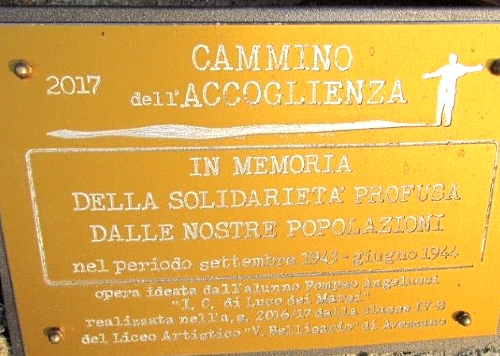 2017
CAMMINO
dell'ACCOGLIENZA
IN MEMORIA
DELLA SOLIDARIETA' PROFUSA
DALLE NOSTRE POPOLAZIONI
nel periodo settembre 1943-giugno 1944
opera ideata dall'alunno Pompeo Angelucci
"I. C. di Luco dei Marsi"
realizzata nell'a.s. 2016/17 dalla classe IV-B
del Liceo Artistico "V. Bellisario" di Avezzano